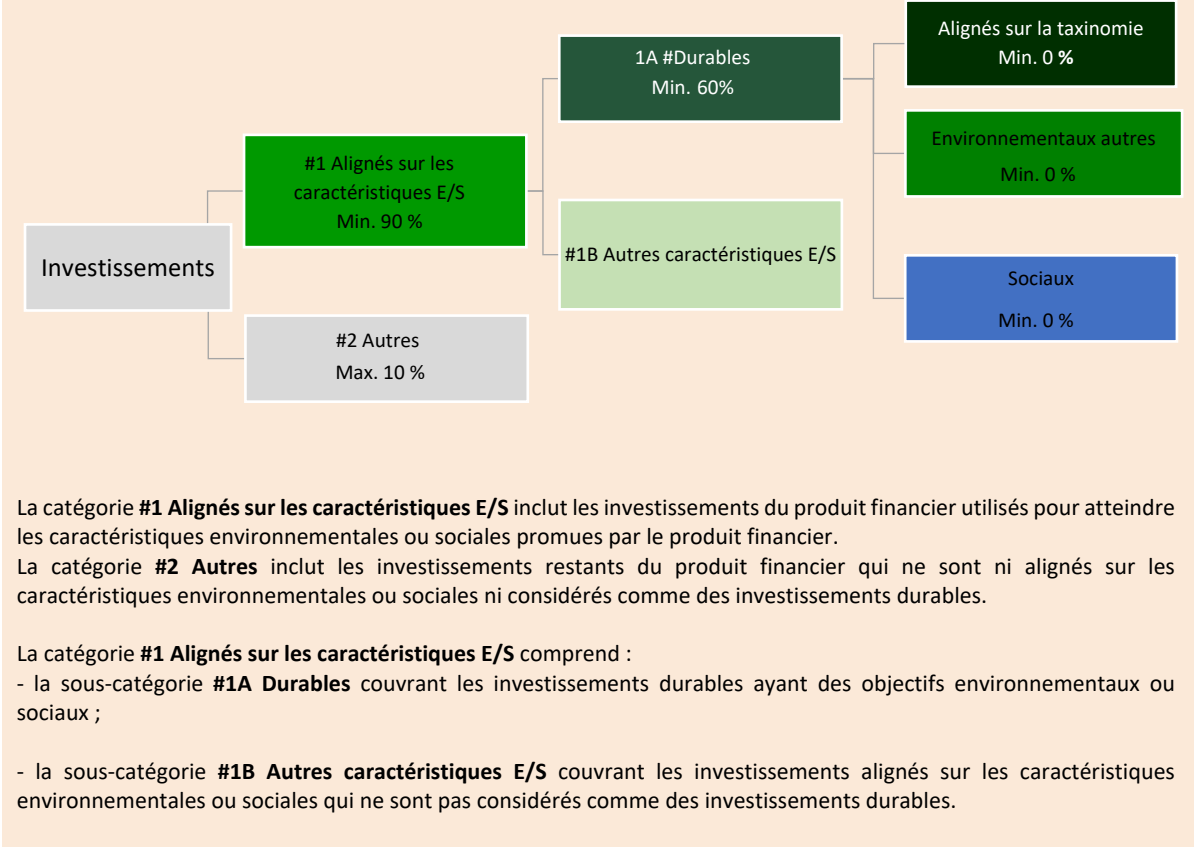 Alignés sur la taxinomie
Min. 0 %
1A #Durables
Min. 60%
Environnementaux autres
Min. 0 %
#1 Alignés sur les
caractéristiques E/S
Min. 90 %
#1B Autres caractéristiques E/S
Investissements
Sociaux
Min. 0 %
#2 Autres
Max. 10 %
La catégorie #1 Alignés sur les caractéristiques E/S inclut les investissements du produit financier utilisés pour atteindre
les caractéristiques environnementales ou sociales promues par le produit financier.
La catégorie #2 Autres inclut les investissements restants du produit financier qui ne sont ni alignés sur les
caractéristiques environnementales ou sociales ni considérés comme des investissements durables.
La catégorie #1 Alignés sur les caractéristiques E/S comprend :
- la sous-catégorie #1A Durables couvrant les investissements durables ayant des objectifs environnementaux ou
sociaux ;
- la sous-catégorie #1B Autres caractéristiques E/S couvrant les investissements alignés sur les caractéristiques
environnementales ou sociales qui ne sont pas considérés comme des investissements durables.